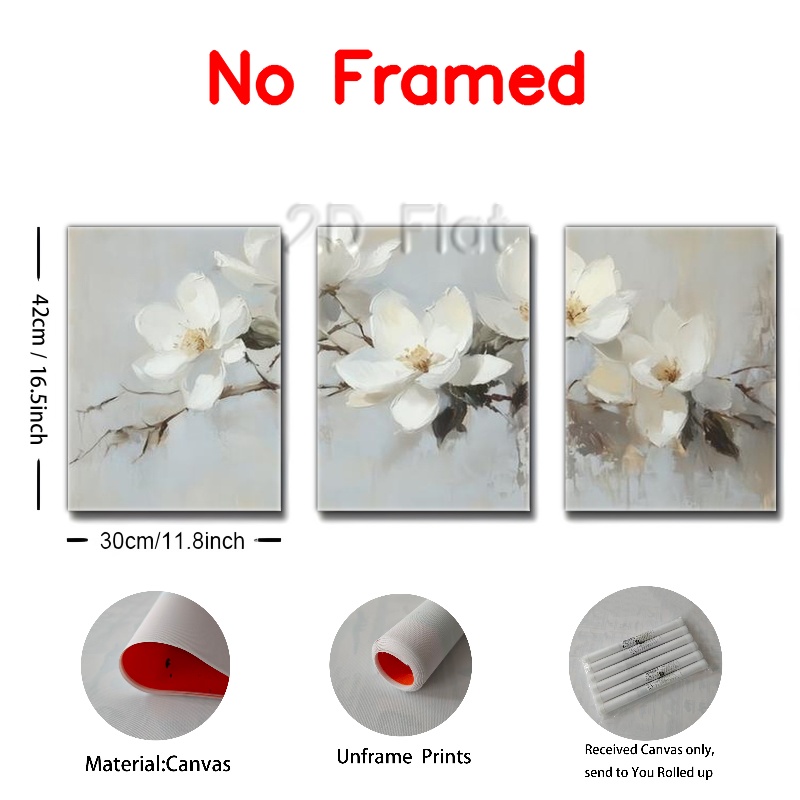 No Framed
2D Flat
42cm / 16.5inch
30cm/11.8inch
Material:Canvas
Unframe Prints
Received Canvas only,
send to You Rolled up